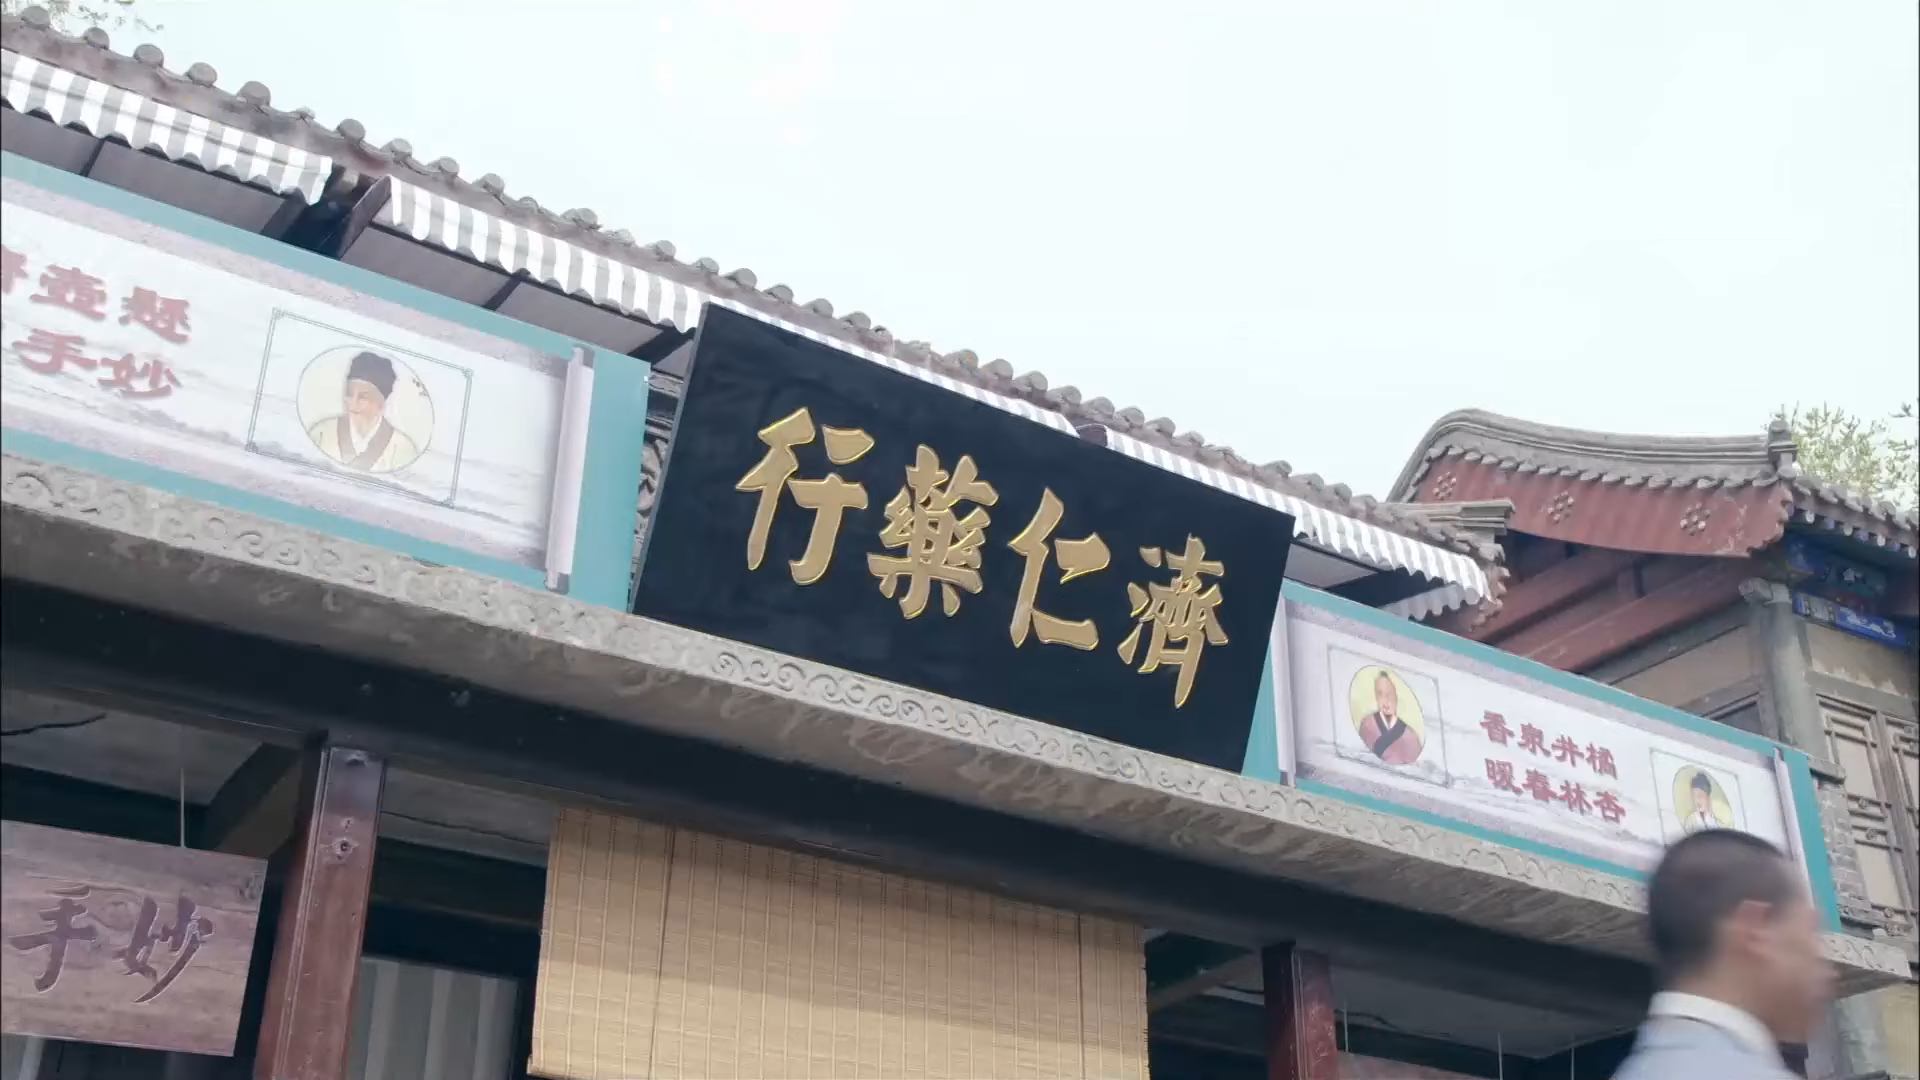 濟仁藥行
橘井泉香
杏林春暖
懸壺
妙手
妙手